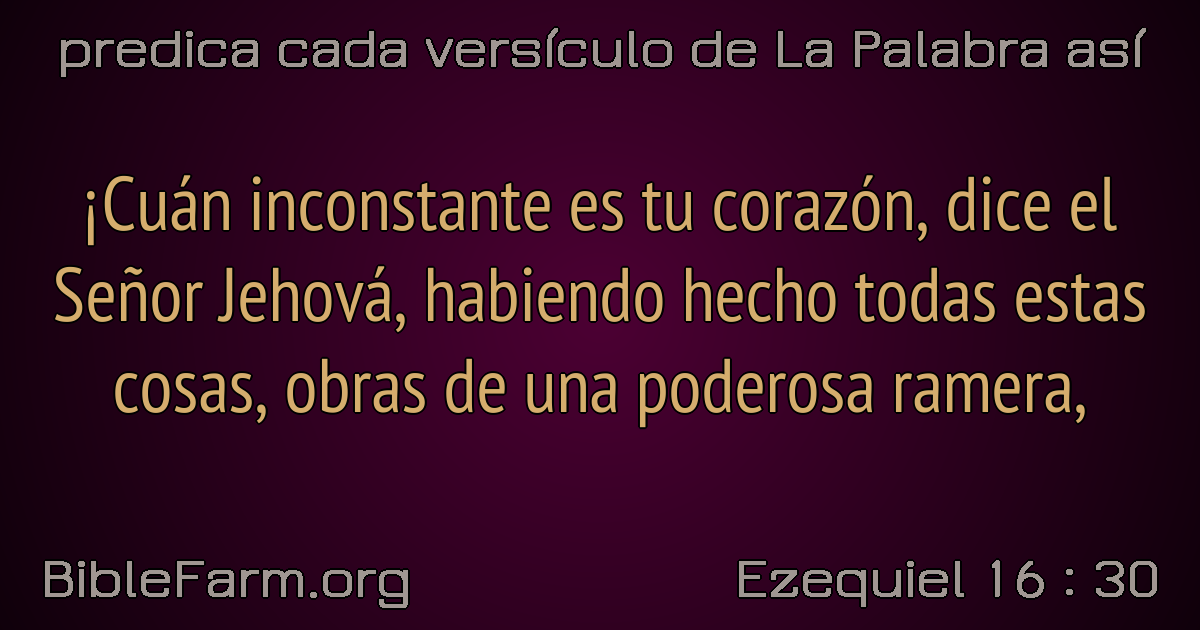 predica cada versículo de La Palabra así
¡Cuán inconstante es tu corazón, dice el
Señor Jehová, habiendo hecho todas estas
cosas, obras de una poderosa ramera,
BibleFarm.org
Ezequiel 16 : 30